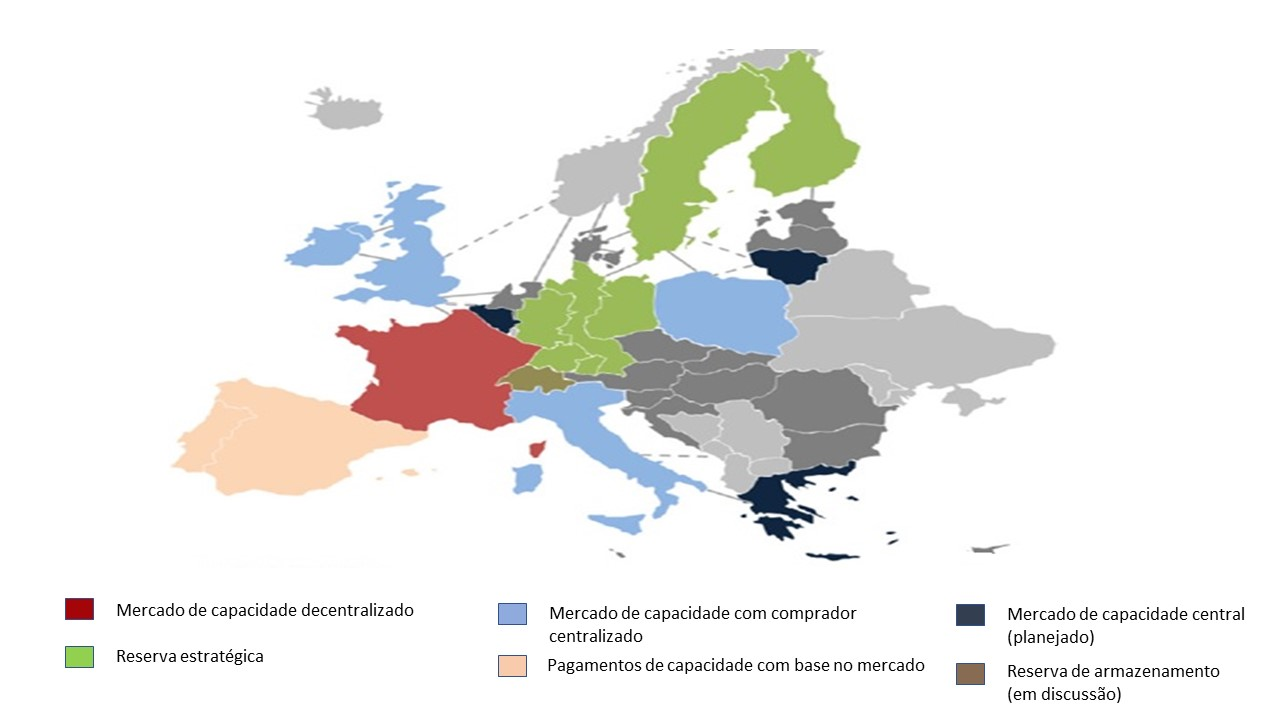 Mercado de capacidade decentralizado
Reserva estratégica
Mercado de capacidade com comprador
centralizado
Pagamentos de capacidade com base no mercado
Mercado de capacidade central
(planejado)
Reserva de armazenamento
(em discussão)